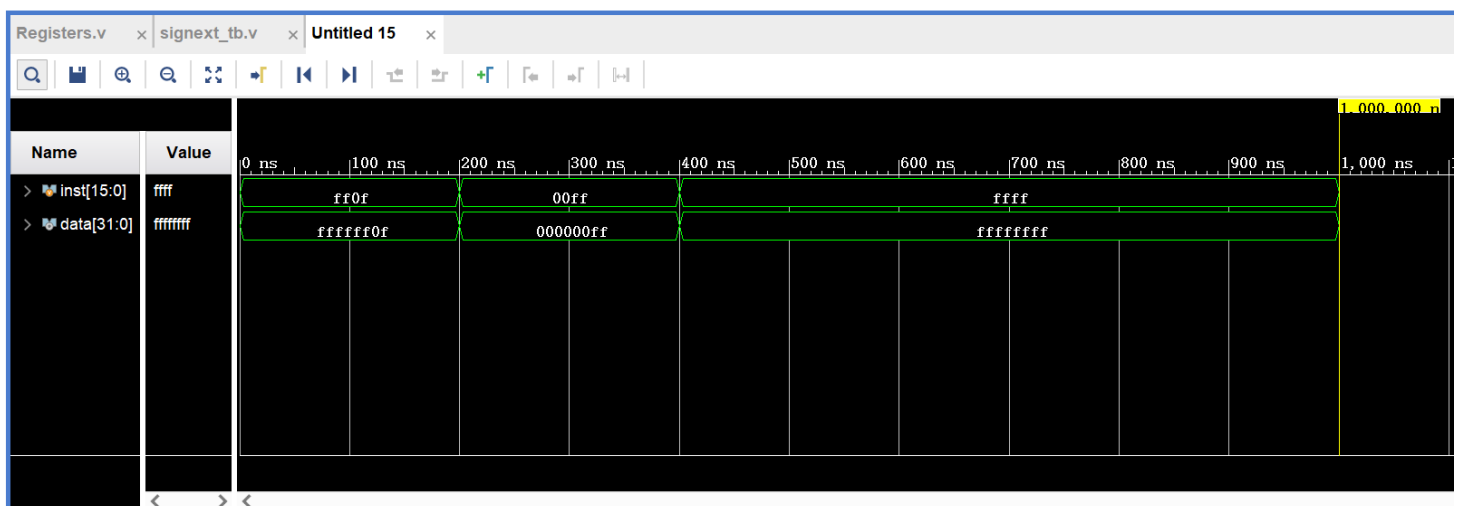 Registers.v × signext_tb.v × Untitled 15 ×
1,000,000 n
Name Value
0 ns 100 ns 200 ns 300 ns 400 ns 500 ns 600 ns 700 ns 800 ns 900 ns 1,000 ns
inst[15:0] ffff ff0f 00ff ffff
data[31:0] ffffffff ffffff0f 000000ff ffffffff